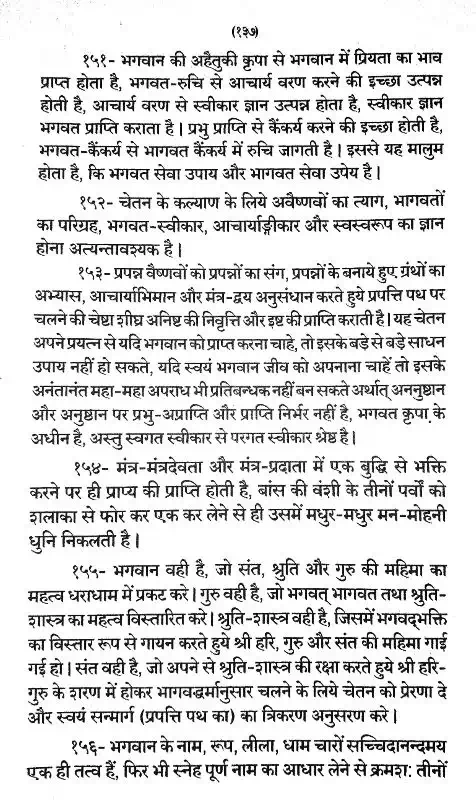 (१३७)
१५१- भगवान की अहैतुकी कृपा से भगवान में प्रियता का भाव
प्राप्त होता है, भगवत-रुचि से आचार्य वरण करने की इच्छा उत्पन्न
होती है, आचार्य वरण से स्वीकार ज्ञान उत्पन्न होता है, स्वीकार ज्ञान
भगवत प्राप्ति कराता है। प्रभु प्राप्ति से कैंकर्य करने की इच्छा होती है,
भगवत-कैंकर्य से भागवत कैंकर्य में रुचि जागती है। इससे यह मालुम
होता है, कि भगवत सेवा उपाय और भागवत सेवा उपेय है।
१५२- चेतन के कल्याण के लिये अवैष्णवों का त्याग, भागवतों
का परिग्रह, भगवत-स्वीकार, आचार्याङ्गीकार और स्वस्वरूप का ज्ञान
होना अत्यन्तावश्यक है।
१५३- प्रपन्न वैष्णवों को प्रपन्नों का संग, प्रपन्नों के बनाये हुए ग्रंथों का
अभ्यास, आचार्याभिमान और मंत्र-द्वय अनुसंधान करते हुये प्रपत्ति पथ पर
चलने की चेष्टा शीघ्र अनिष्ट की निवृत्ति और इष्ट की प्राप्ति कराती है। यह चेतन
अपने प्रयत्न से यदि भगवान को प्राप्त करना चाहे, तो इसके बड़े से बड़े साधन
उपाय नहीं हो सकते, यदि स्वयं भगवान जीव को अपनाना चाहें तो इसके
अनंतानंत महा-महा अपराध भी प्रतिबन्धक नहीं बन सकते अर्थात् अननुष्ठान
और अनुष्ठान पर प्रभु-अप्राप्ति और प्राप्ति निर्भर नहीं है, भगवत कृपा के
अधीन है, अस्तु स्वगत स्वीकार से परगत स्वीकार श्रेष्ठ है।
१५४- मंत्र-मंत्रदेवता और मंत्र-प्रदाता में एक बुद्धि से भक्ति
करने पर ही प्राप्य की प्राप्ति होती है, बांस की वंशी के तीनों पर्वों को
शलाका से फोर कर एक कर लेने से ही उसमें मधुर-मधुर मन-मोहनी
धुनि निकलती है।
१५५- भगवान वही है, जो संत, श्रुति और गुरु की महिमा का
महत्व धराधाम में प्रकट करे। गुरु वही है, जो भगवत् भागवत तथा श्रुति-
शास्त्र का महत्व विस्तारित करे। श्रुति-शास्त्र वही है, जिसमें भगवद्भक्ति
का विस्तार रूप से गायन करते हुये श्री हरि, गुरु और संत की महिमा गाई
गई हो। संत वही है, जो अपने से श्रुति-शास्त्र की रक्षा करते हुये श्री हरि-
गुरु के शरण में होकर भागवद्धर्मानुसार चलने के लिये चेतन को प्रेरणा दे
और स्वयं सन्मार्ग (प्रपत्ति पथ का) का त्रिकरण अनुसरण करे।
१५६- भगवान के नाम, रूप, लीला, धाम चारों सच्चिदानन्दमय
एक ही तत्व हैं, फिर भी स्नेह पूर्ण नाम का आधार लेने से क्रमश: तीनों